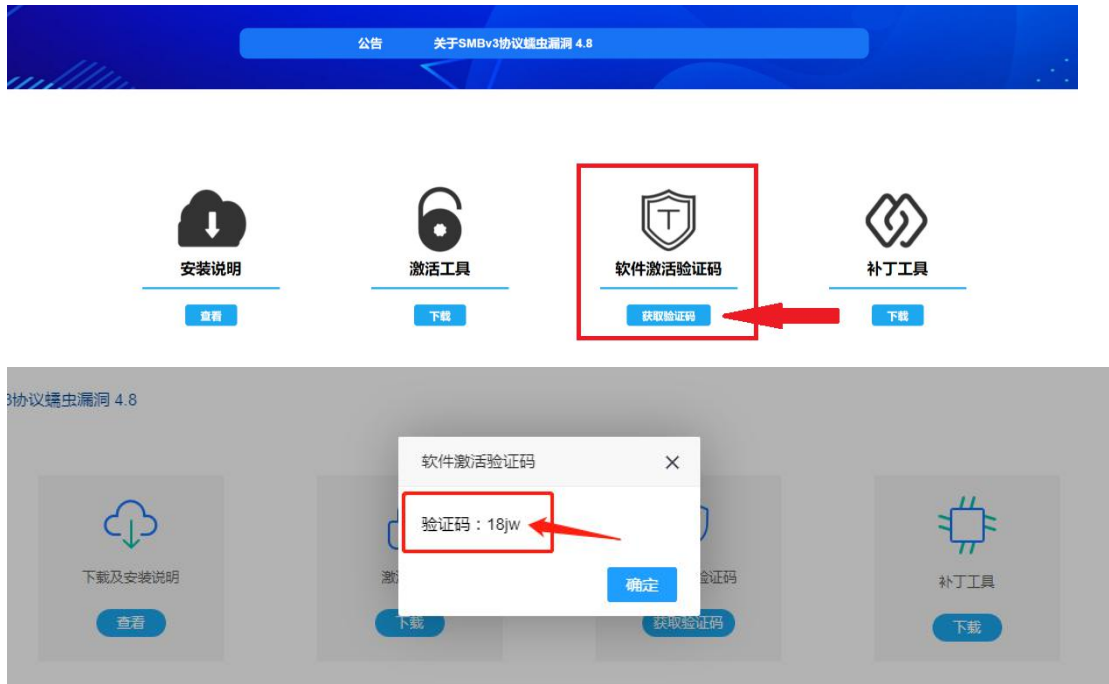 公告 关于SMBv3协议蠕虫漏洞 4.8
安装说明 激活工具 软件激活验证码 补丁工具
查看 下载 获取验证码 下载
3协议蠕虫漏洞 4.8
软件激活验证码
验证码：18jw
确定
下载及安装说明 激 验证码 补丁工具
查看 下载 获取验证码 下载